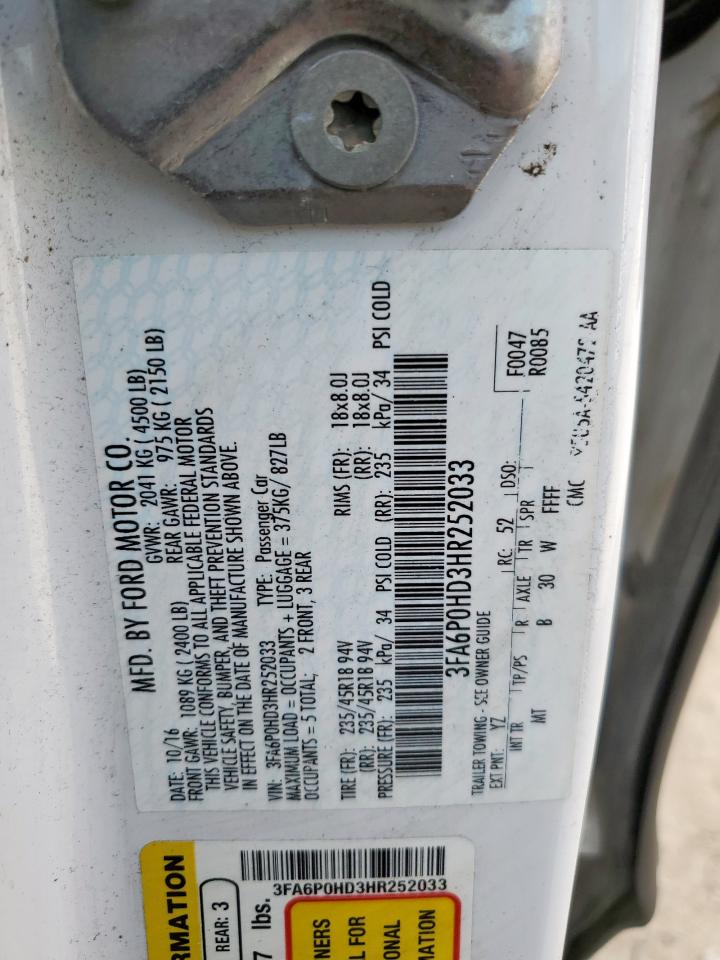 MFD. BY FORD MOTOR CO.
DATE: 10/16 GVWR: 2041 KG ( 4500 LB)
FRONT GAWR: 1089 KG ( 2400 LB) REAR GAWR: 975 KG ( 2150 LB)
THIS VEHICLE CONFORMS TO ALL APPLICABLE FEDERAL MOTOR
VEHICLE SAFETY, BUMPER, AND THEFT PREVENTION STANDARDS
IN EFFECT ON THE DATE OF MANUFACTURE SHOWN ABOVE.
VIN: 3FA6P0HD3HR252033 TYPE: Passenger Car
MAXIMUM LOAD = OCCUPANTS + LUGGAGE = 375KG/ 827LB
OCCUPANTS = 5 TOTAL; 2 FRONT, 3 REAR
TIRE (FR): 235/45R18 94V RIMS (FR): 18x8.0J
(RR): 235/45R18 94V (RR): 18x8.0J
PRESSURE (FR): 235 kPa/ 34 PSI COLD (RR): 235 kPa/ 34 PSI COLD
3FA6P0HD3HR252033
TRAILER TOWING - SEE OWNER GUIDE
F0047
R0085
EXT PNT: YZ RC: 52 DSO:
INT TR TP/PS R AXLE TR SPR
MT B 30 W FFFF
CMC
3FA6P0HD3HR252033
REAR: 3
7 lbs.
RMATION
NERS
L FOR
ONAL
MATION